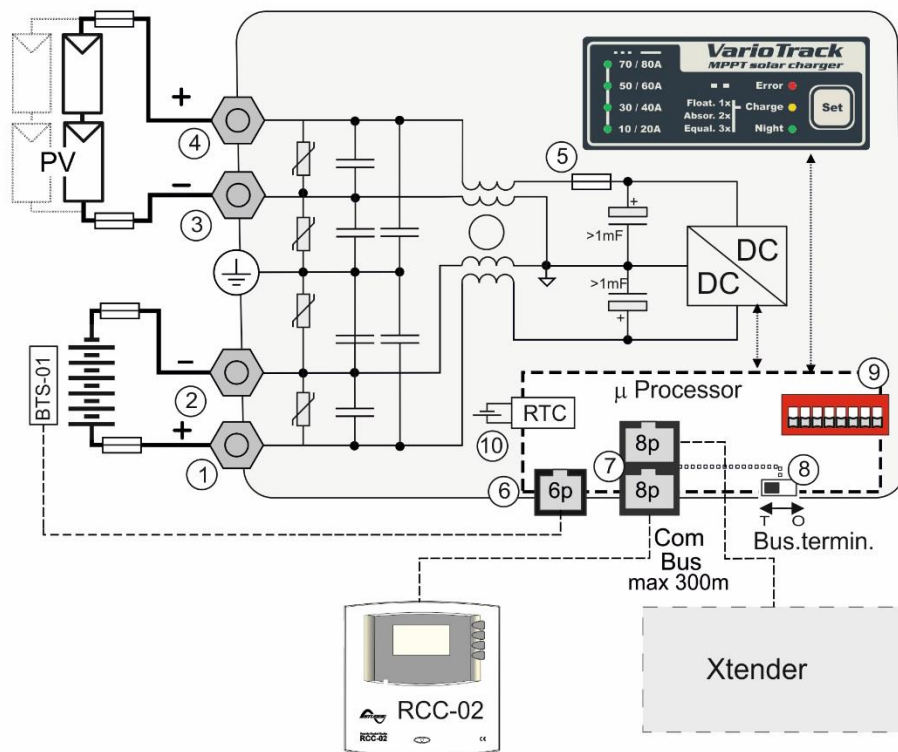 VarioTrack
MPPT solar charger
70 / 80A
50 / 60A
30 / 40A
10 / 20A
Error
Float. 1x
Absor. 2x
Equal. 3x
Charge
Night
Set
+
4
PV
−
3
5
+
>1mF
>1mF
+
DC
DC
BTS-01
−
2
+
1
μ Processor
9
RTC
10
8p
7
8p
6
6p
8
T O
Bus.termin.
Com
Bus
max 300m
RCC-02
RCC-02
Xtender